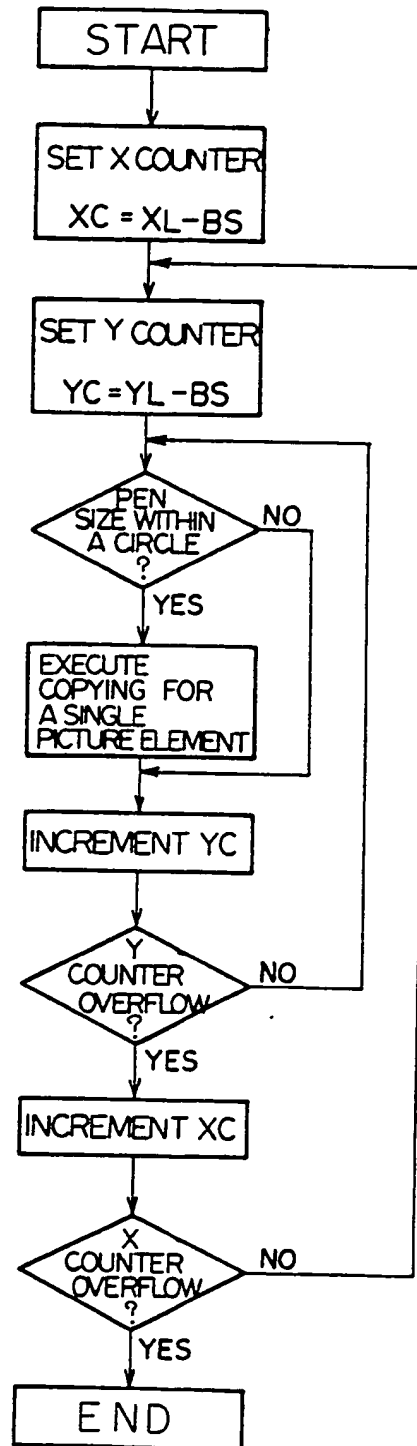 START
SET X COUNTER
XC = XL-BS
SET Y COUNTER
YC = YL-BS
PEN
SIZE WITHIN
A CIRCLE
?
NO
YES
EXECUTE
COPYING FOR
A SINGLE
PICTURE ELEMENT
INCREMENT YC
Y
COUNTER
OVERFLOW
?
NO
YES
INCREMENT XC
X
COUNTER
OVERFLOW
?
NO
YES
END